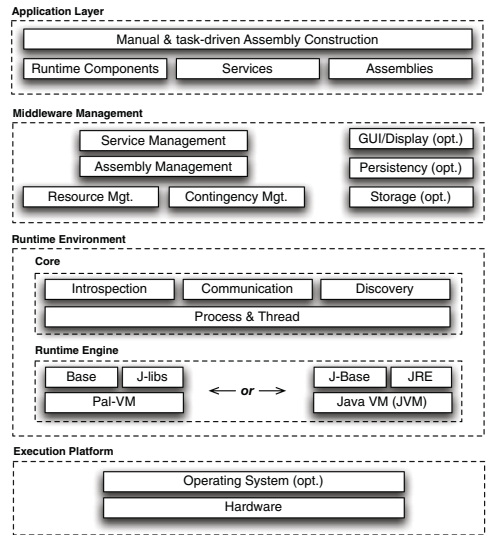 Application Layer
Manual & task-driven Assembly Construction
Runtime Components Services Assemblies
Middleware Management
Service Management GUI/Display (opt.)
Assembly Management Persistency (opt.)
Resource Mgt. Contingency Mgt. Storage (opt.)
Runtime Environment
Core
Introspection Communication Discovery
Process & Thread
Runtime Engine
Base J-libs or J-Base JRE
Pal-VM Java VM (JVM)
Execution Platform
Operating System (opt.)
Hardware